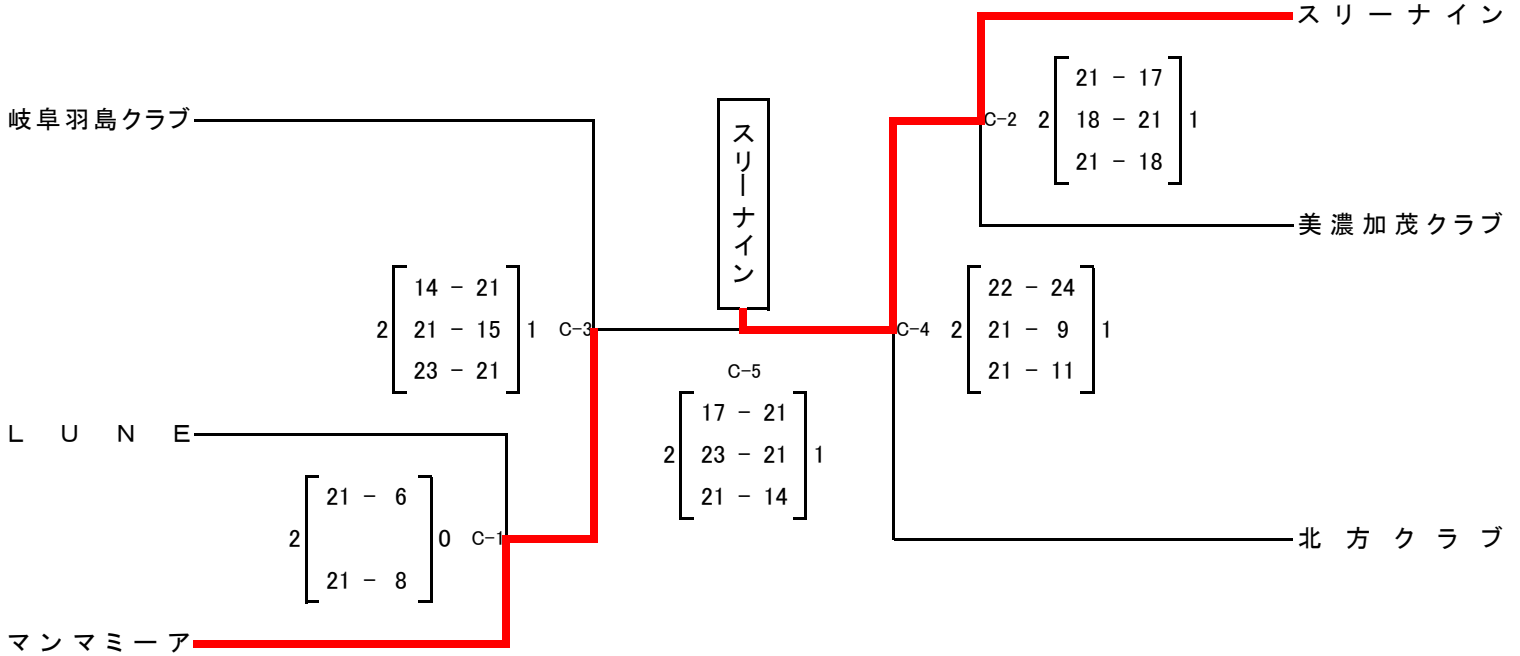 スリーナイン
21 - 17
岐阜羽島クラブ
スリーナイン
C-2 2 18 - 21 1
21 - 18
美濃加茂クラブ
14 - 21
22 - 24
2 21 - 15 1 C-3
C-4 2 21 - 9 1
23 - 21
21 - 11
C-5
17 - 21
LUNE
2 23 - 21 1
21 - 6
21 - 14
2 0 C-1
北方クラブ
21 - 8
マンマミーア